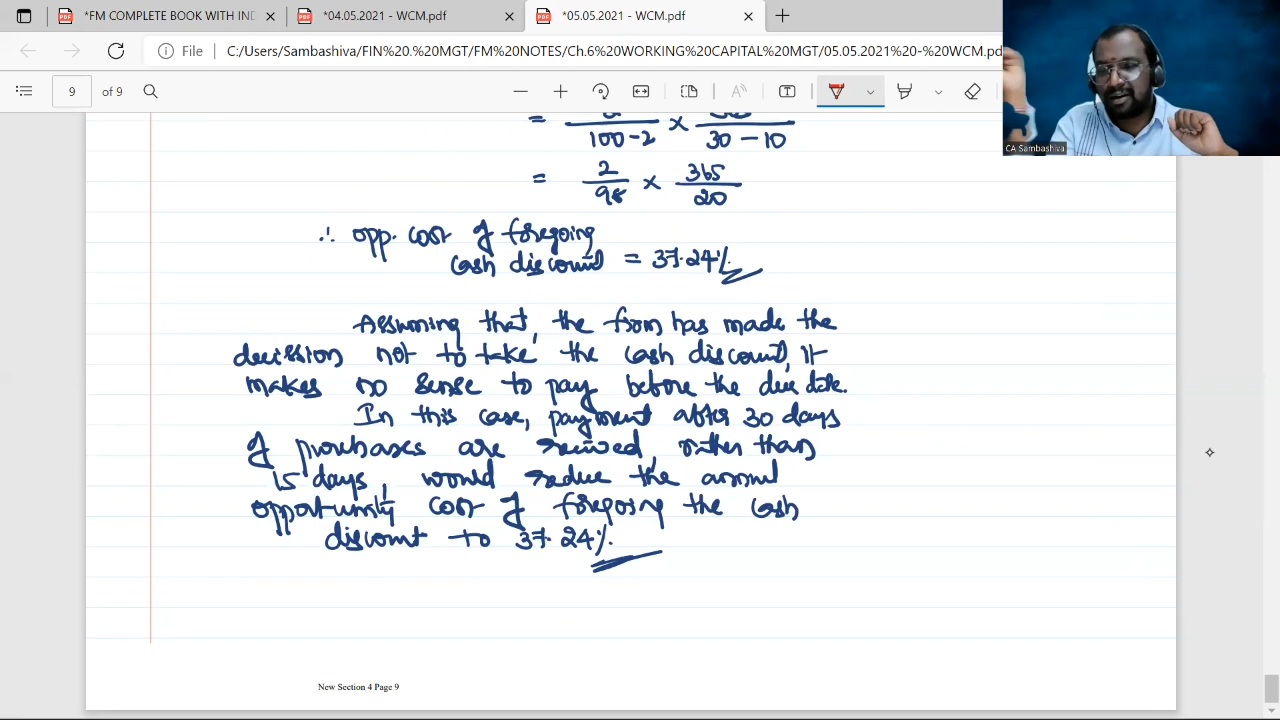 *FM COMPLETE BOOK WITH IND
*04.05.2021 - WCM.pdf
*05.05.2021 - WCM.pdf
File C:/Users/Sambashiva/FIN%20.%20MGT/FM%20NOTES/Ch.6%20WORKING%20CAPITAL%20MGT/05.05.2021%20-%20WCM.pd
9 of 9
CA Sambashiva
= / 100-2 × / 30-10
= 2/98 × 365/20
∴ opp. cost of foregoing
cash discount = 37.24%
Assuming that, the firm has made the
decission not to take the cash discount, it
makes no sense to pay before the due date.
In this case, payment after 30 days
of purchases are received, rather than
15 days, would reduce the annual
opportunity cost of foregoing the cash
discount to 37.24%.
New Section 4 Page 9